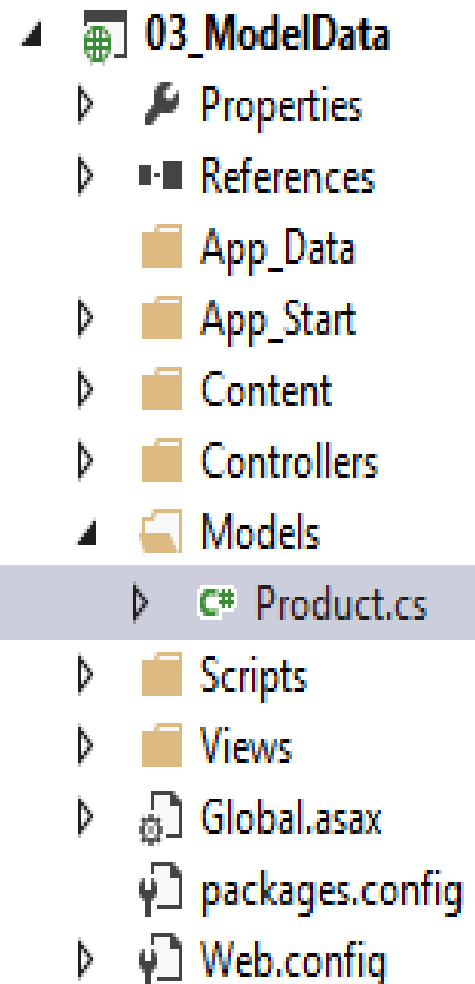 03_ModelData
Properties
References
App_Data
App_Start
Content
Controllers
Models
C# Product.cs
Scripts
Views
Global.asax
packages.config
Web.config